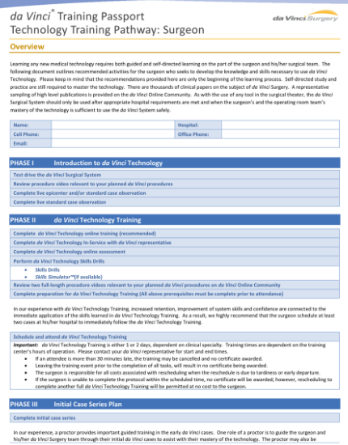 da Vinci® Training Passport
Technology Training Pathway: Surgeon
da Vinci Surgery
Overview
Learning any new medical technology requires both guided and self-directed learning on the part of the surgeon and his/her surgical team. The
following document outlines recommended activities for the surgeon who seeks to develop the knowledge and skills necessary to use da Vinci
Technology. Please keep in mind that the recommendations provided here are only the beginning of the learning process. Self-directed study and
practice are still required to master the technology. There are thousands of clinical papers on the subject of da Vinci Surgery. A representative
sampling of high level publications is provided on the da Vinci Online Community. As with the use of any tool in the surgical theater, the da Vinci
Surgical System should only be used after appropriate hospital requirements are met and when the surgeon's and the operating room team's
mastery of the technology is sufficient to use the da Vinci System safely.
Name:
Hospital:
Cell Phone:
Office Phone:
Email:
PHASE I Introduction to da Vinci Technology
Test drive the da Vinci Surgical System
Review procedure video relevant to your planned da Vinci procedures
Complete live epicenter and/or standard case observation
Complete live standard case observation
PHASE II da Vinci Technology Training
Complete da Vinci Technology online training (recommended)
Complete da Vinci Technology In-Service with da Vinci representative
Complete da Vinci Technology online assessment
Perform da Vinci Technology Skills Drills
• Skills Drills
• Skills Simulator™(if available)
Review two full-length procedure videos relevant to your planned da Vinci procedures on da Vinci Online Community
Complete preparation for da Vinci Technology Training (All above prerequisites must be complete prior to attendance)
In our experience with da Vinci Technology Training, increased retention, improvement of system skills and confidence are connected to the
immediate application of the skills learned in da Vinci Technology Training. As a result, we highly recommend that the surgeon schedule at least
two cases at his/her hospital to immediately follow the da Vinci Technology Training.
Schedule and attend da Vinci Technology Training
Important: da Vinci Technology Training is either 1 or 2 days, dependent on clinical specialty. Training times are dependent on the training
center's hours of operation. Please contact your da Vinci representative for start and end times.
• If an attendee is more than 30 minutes late, the training may be cancelled and no certificate awarded.
• Leaving the training event prior to the completion of all tasks, will result in no certificate being awarded.
• The surgeon is responsible for all costs associated with rescheduling when the reschedule is due to tardiness or early departure.
• If the surgeon is unable to complete the protocol within the scheduled time, no certificate will be awarded; however, rescheduling to
complete another full da Vinci Technology Training will be permitted at no cost to the surgeon.
PHASE III Initial Case Series Plan
Complete initial case series
In our experience, a proctor provides important guided training in the early da Vinci cases. One role of a proctor is to guide the surgeon and
his/her da Vinci Surgery team through their initial da Vinci cases to assist with their mastery of the technology. The proctor may also be